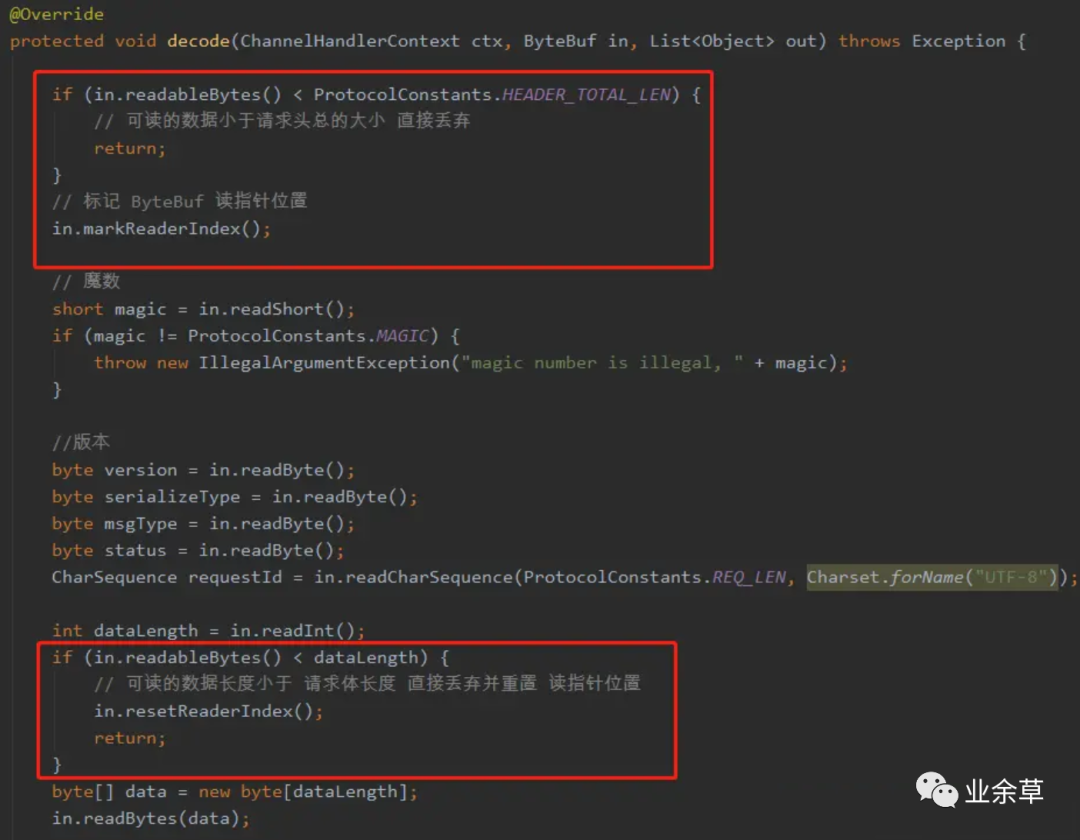 @Override
protected void decode(ChannelHandlerContext ctx, ByteBuf in, List<Object> out) throws Exception {
if (in.readableBytes() < ProtocolConstants.HEADER_TOTAL_LEN) {
// 可读的数据小于请求头总的大小 直接丢弃
return;
}
// 标记 ByteBuf 读指针位置
in.markReaderIndex();
// 魔数
short magic = in.readShort();
if (magic != ProtocolConstants.MAGIC) {
throw new IllegalArgumentException("magic number is illegal, " + magic);
}
//版本
byte version = in.readByte();
byte serializeType = in.readByte();
byte msgType = in.readByte();
byte status = in.readByte();
CharSequence requestId = in.readCharSequence(ProtocolConstants.REQ_LEN, Charset.forName("UTF-8"));
int dataLength = in.readInt();
if (in.readableBytes() < dataLength) {
// 可读的数据长度小于 请求体长度 直接丢弃并重置 读指针位置
in.resetReaderIndex();
return;
}
byte[] data = new byte[dataLength];
in.readBytes(data);
业余草